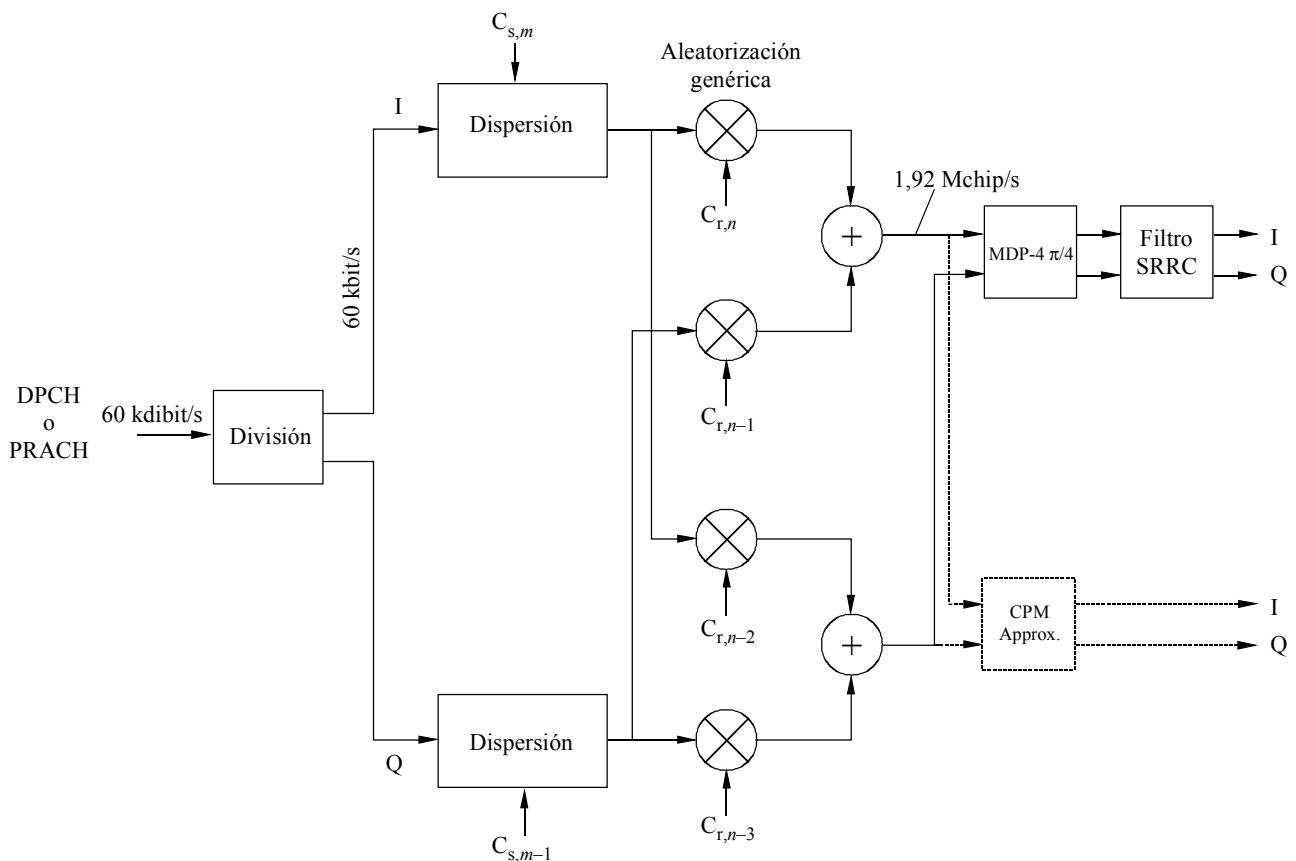 C_s,m
Aleatorización
genérica
I
Dispersión
C_r,n
1,92 Mchip/s
MDP-4 π/4
Filtro
SRRC
I
Q
60 kbit/s
C_r,n–1
DPCH
o
PRACH
60 kdibit/s
División
C_r,n–2
CPM
Approx.
I
Q
Q
Dispersión
C_r,n–3
C_s,m–1